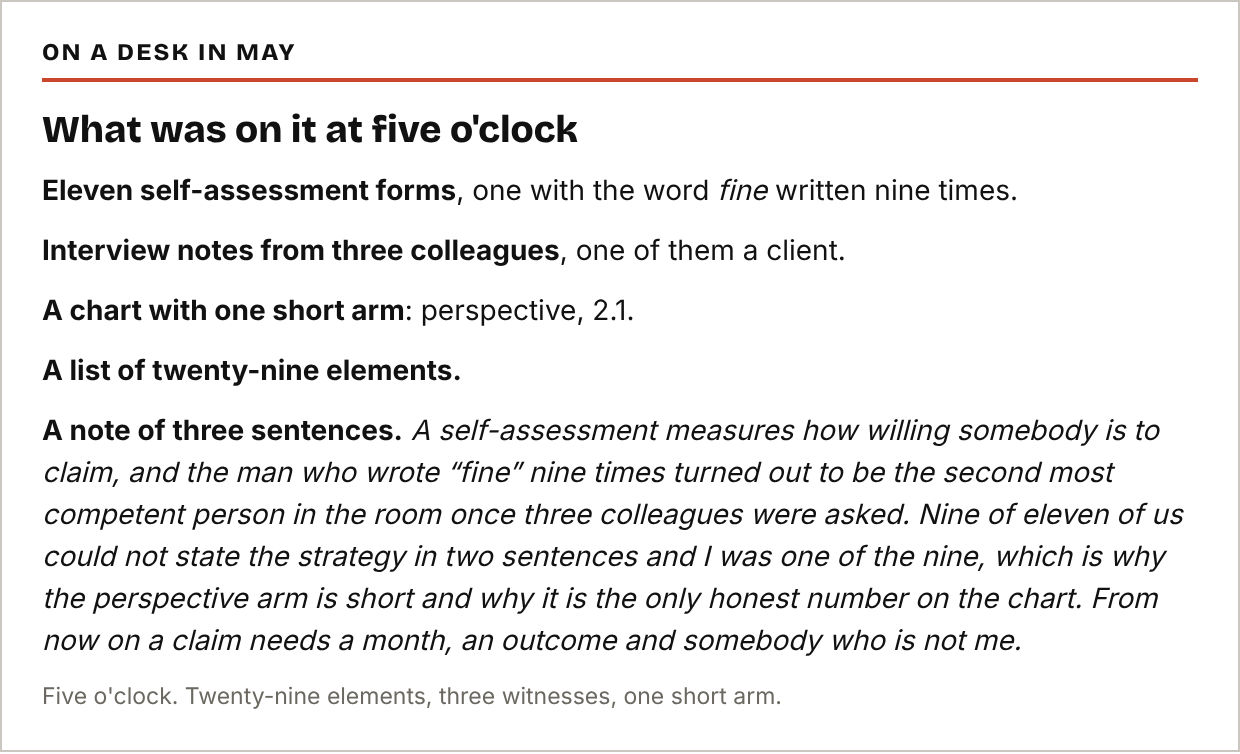 ON A DESK IN MAY
What was on it at five o'clock
Eleven self-assessment forms, one with the word fine written nine times.
Interview notes from three colleagues, one of them a client.
A chart with one short arm: perspective, 2.1.
A list of twenty-nine elements.
A note of three sentences. A self-assessment measures how willing somebody is to
claim, and the man who wrote “fine” nine times turned out to be the second most
competent person in the room once three colleagues were asked. Nine of eleven of us
could not state the strategy in two sentences and I was one of the nine, which is why
the perspective arm is short and why it is the only honest number on the chart. From
now on a claim needs a month, an outcome and somebody who is not me.
Five o'clock. Twenty-nine elements, three witnesses, one short arm.